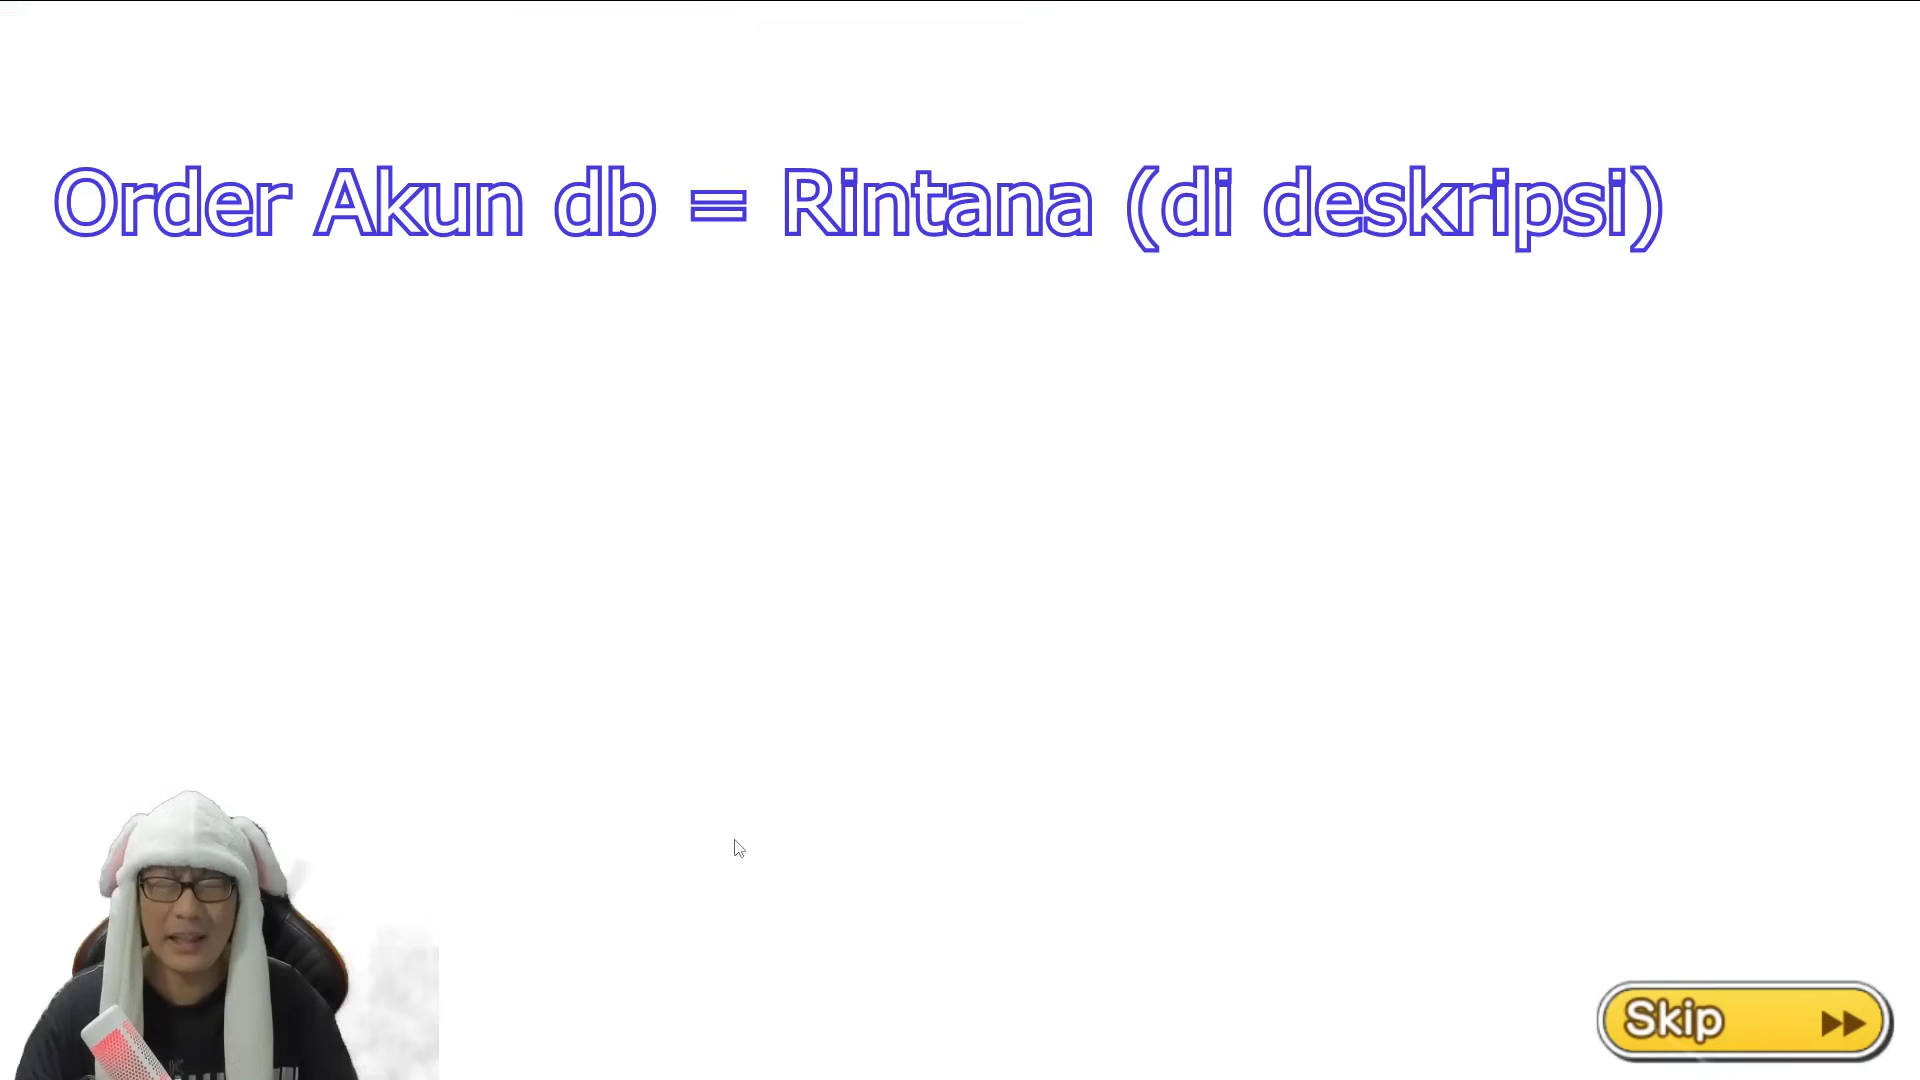 Order Akun db = Rintana (di deskripsi)
Skip